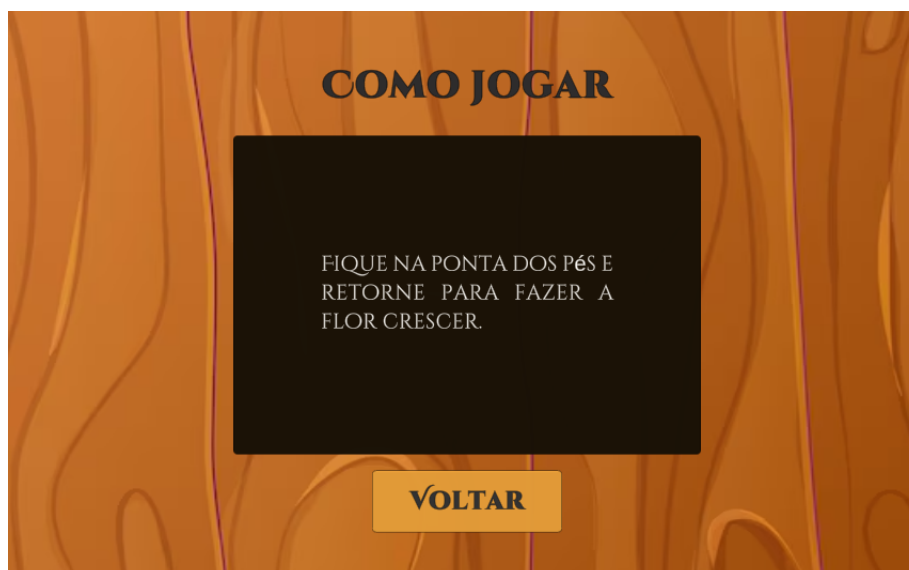 COMO JOGAR
FIQUE NA PONTA DOS PéS E
RETORNE PARA FAZER A
FLOR CRESCER.
VOLTAR